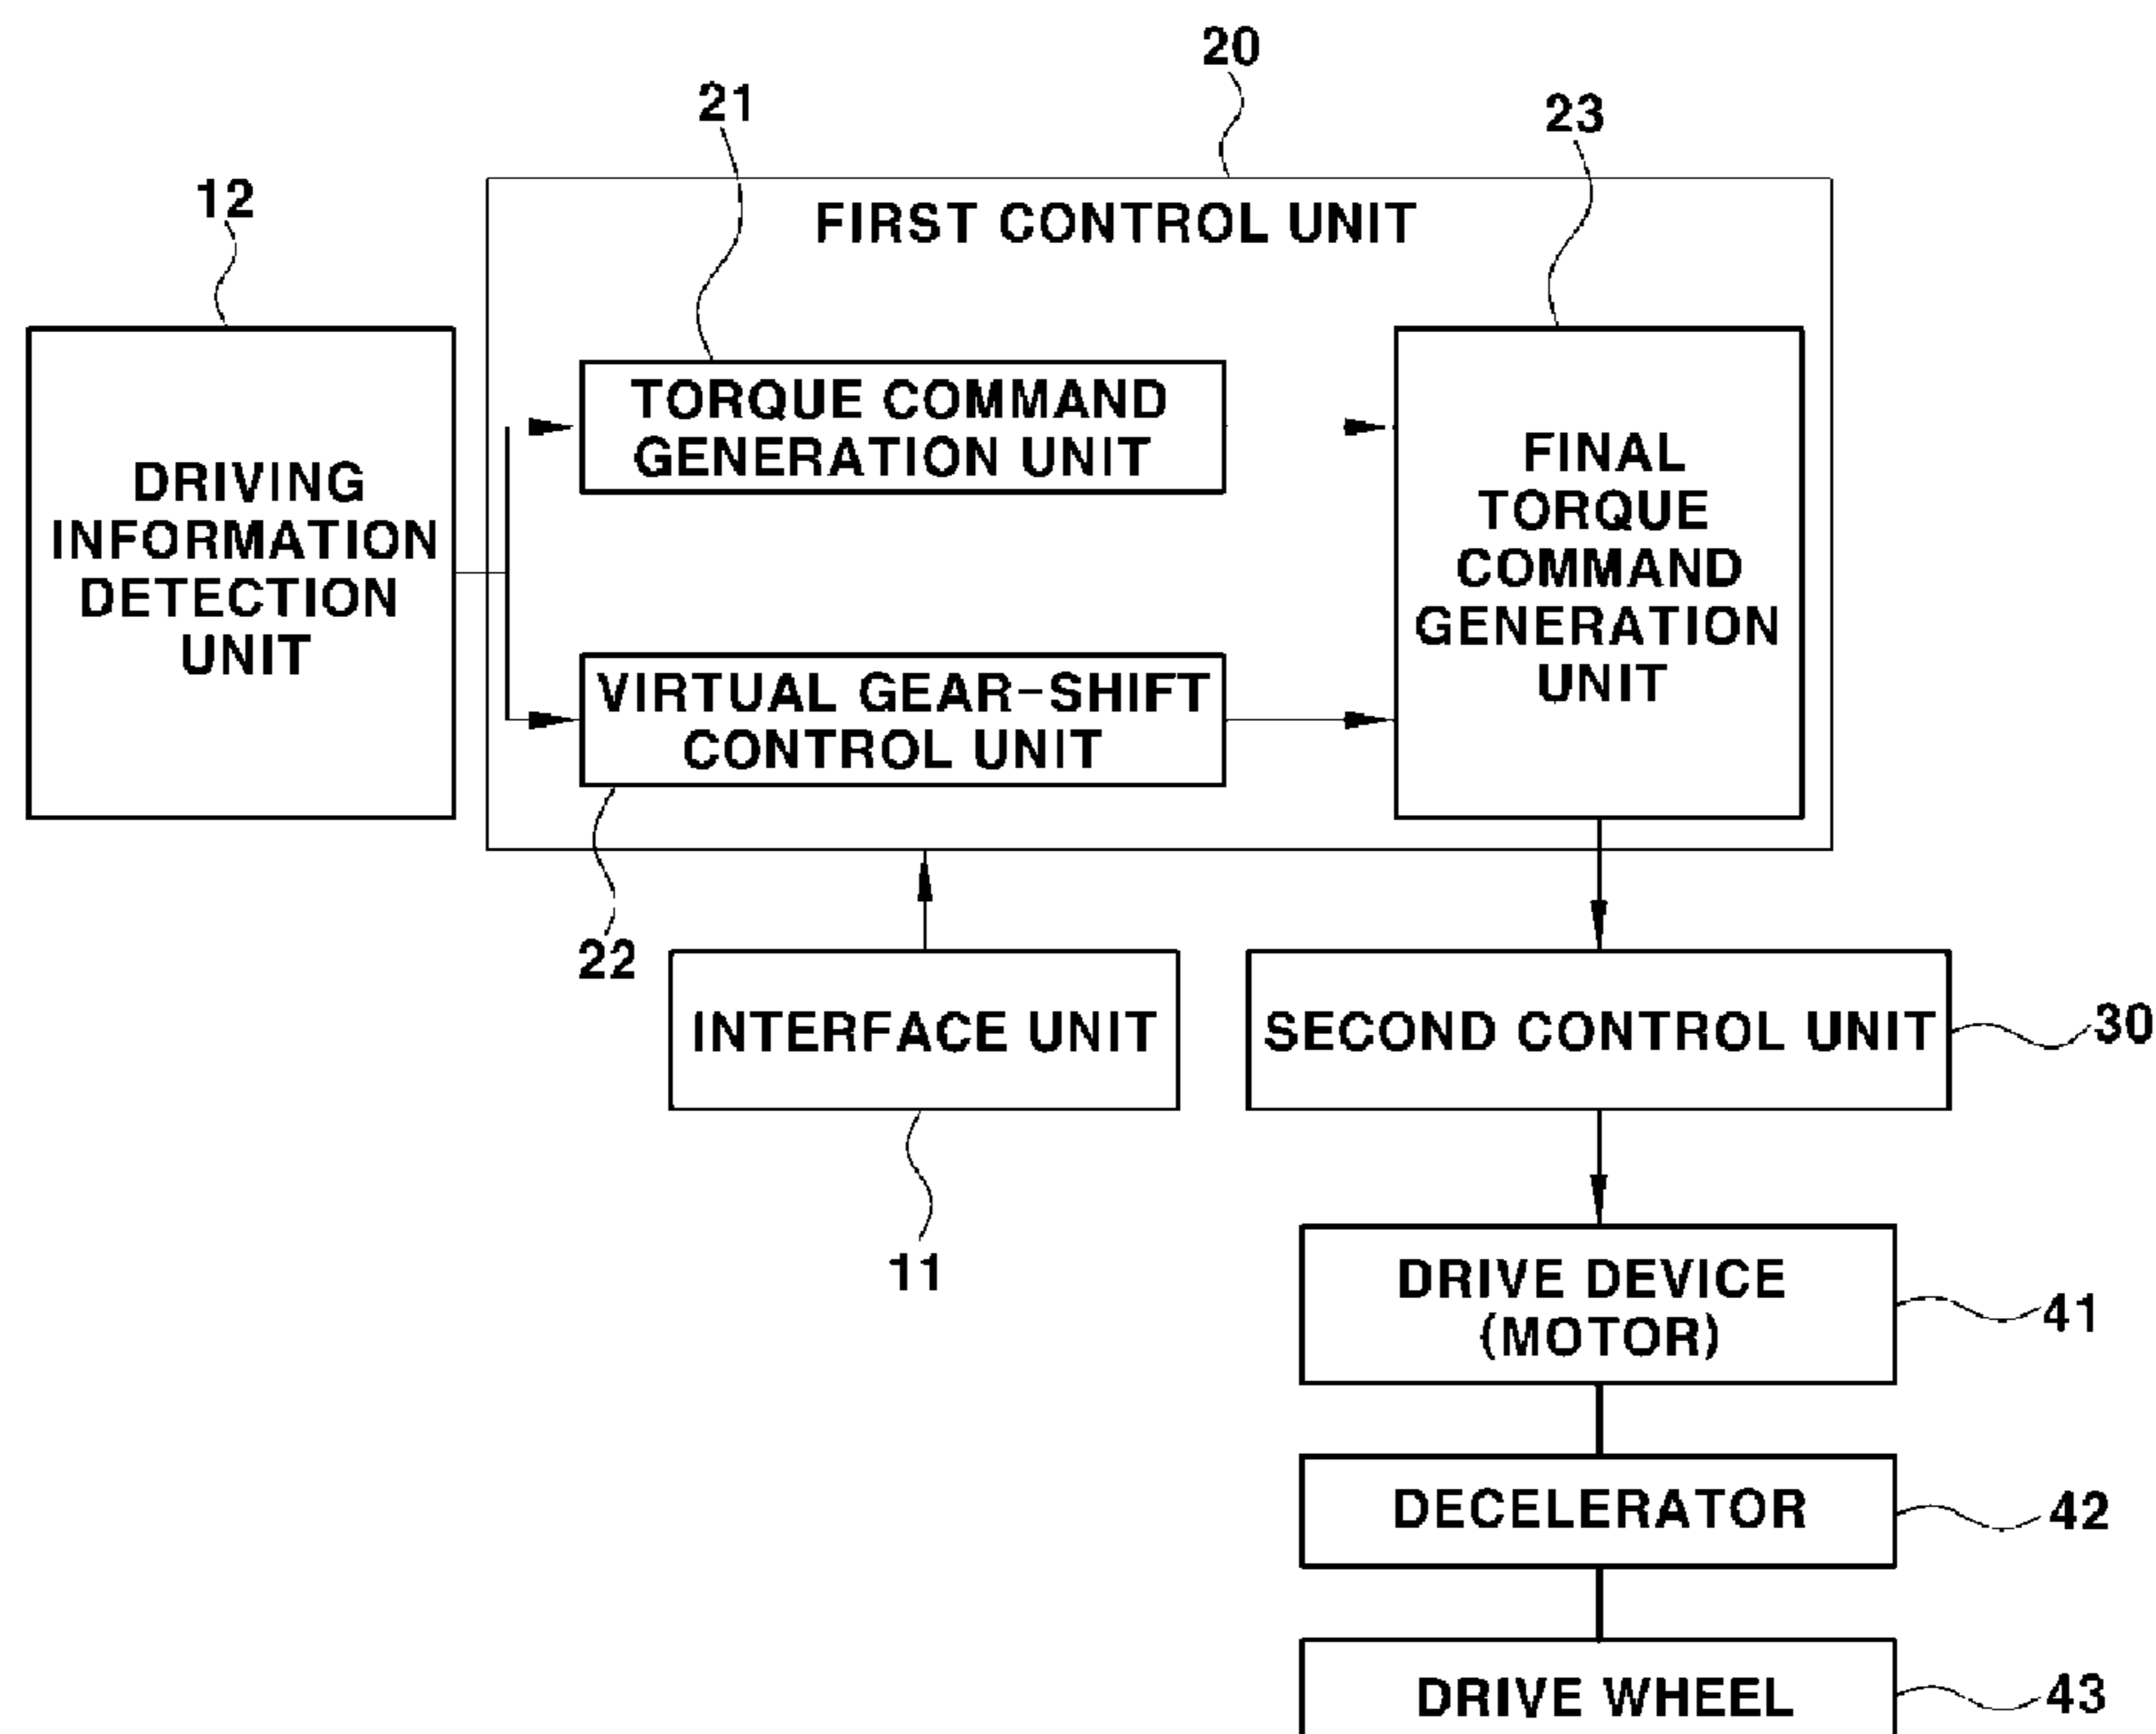 20
21
23
12
FIRST CONTROL UNIT
DRIVING
INFORMATION
DETECTION
UNIT
TORQUE COMMAND
GENERATION UNIT
VIRTUAL GEAR-SHIFT
CONTROL UNIT
FINAL
TORQUE
COMMAND
GENERATION
UNIT
22
INTERFACE UNIT
11
SECOND CONTROL UNIT
30
DRIVE DEVICE
(MOTOR)
41
DECELERATOR
42
DRIVE WHEEL
43